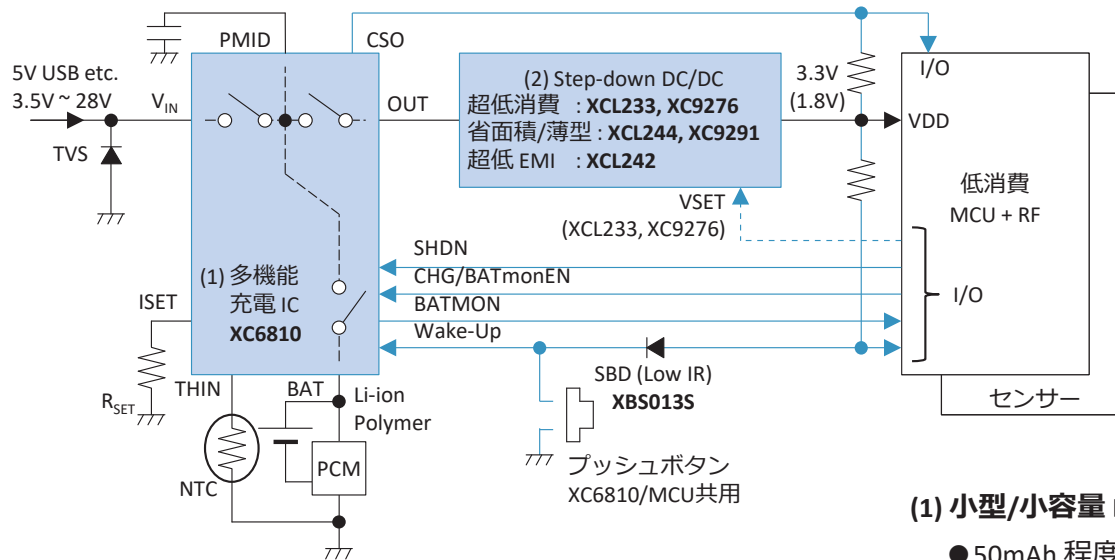 PMID
CSO
5V USB etc.
3.5V ~ 28V
VIN
TVS
OUT
(2) Step-down DC/DC
超低消費 : XCL233, XC9276
省面積/薄型 : XCL244, XC9291
超低 EMI : XCL242
3.3V
(1.8V)
I/O
VDD
低消費
MCU + RF
VSET
(XCL233, XC9276)
(1) 多機能
充電 IC
XC6810
SHDN
CHG/BATmonEN
BATMON
Wake-Up
I/O
ISET
RSET
THIN
BAT
Li-ion
Polymer
SBD (Low IR)
XBS013S
センサー
NTC
PCM
プッシュボタン
XC6810/MCU共用
(1) 小型/小容量
●50mAh 程度